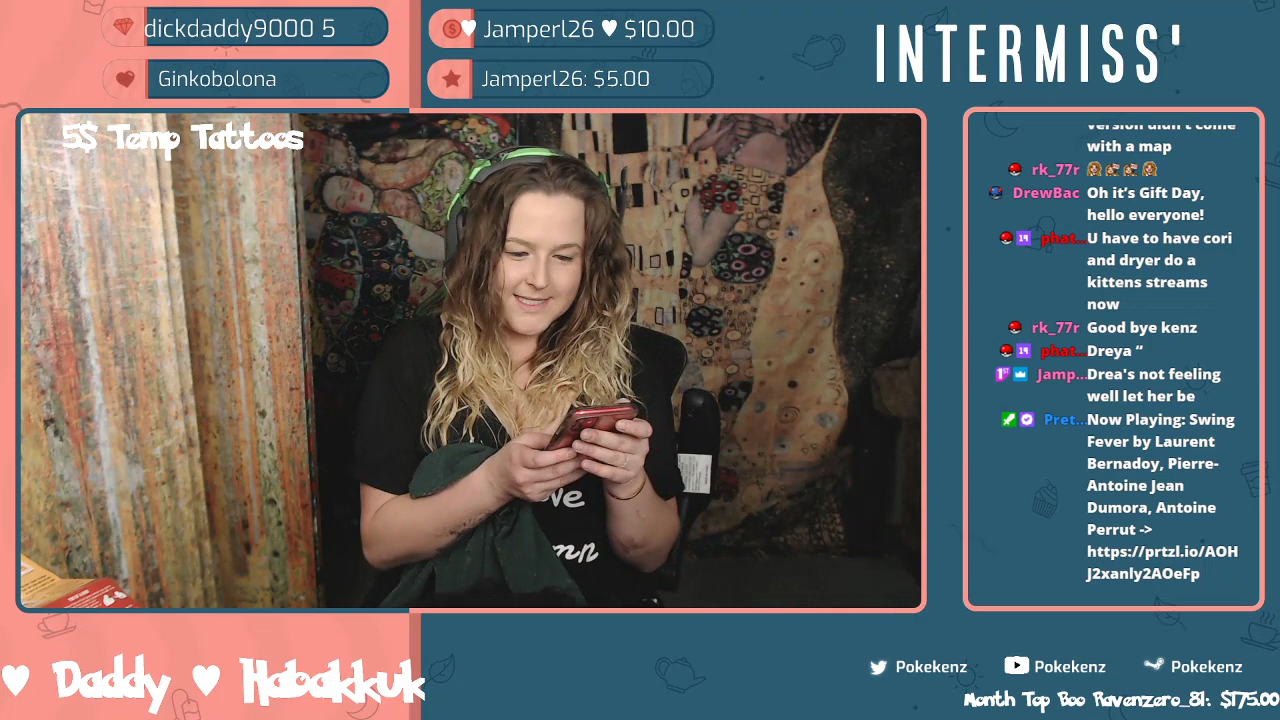 dickdaddy9000 5
♥ Jamperl26 ♥ $10.00
INTERMISS'
Ginkobolona
Jamperl26: $5.00
5$ Temp Tattoos
version didn't come
with a map
rk_77r
DrewBac Oh it's Gift Day,
hello everyone!
19 phat... U have to have cori
and dryer do a
kittens streams
now
rk_77r Good bye kenz
19 phat... Dreya “
1ST Jamp... Drea's not feeling
well let her be
Pret... Now Playing: Swing
Fever by Laurent
Bernadoy, Pierre-
Antoine Jean
Dumora, Antoine
Perrut ->
https://prtzl.io/AOH
J2xanly2AOeFp
♥ Daddy ♥ Habakkuk
Pokekenz
Pokekenz
Pokekenz
Month Top Boo Ravenzero_81: $175.00